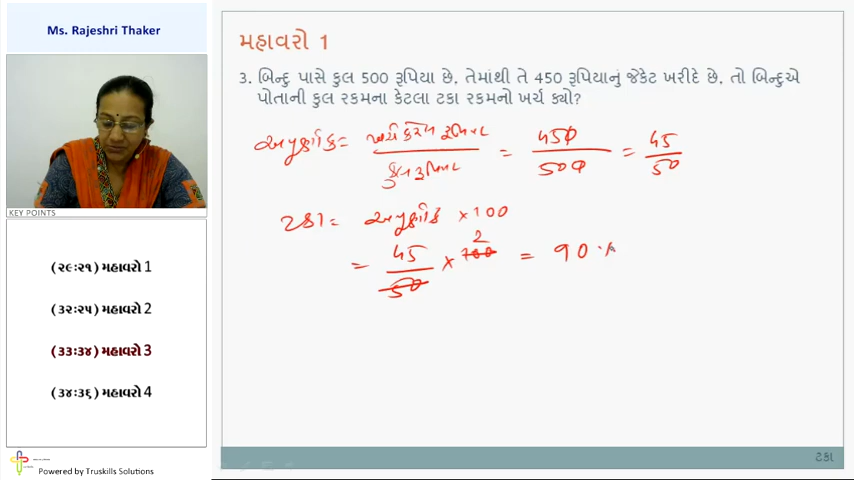 Ms. Rajeshri Thaker
KEY POINTS
(૨૯:૨૧) મહાવરો 1
(૩૨:૨૫) મહાવરો 2
(૩૩:૩૪) મહાવરો 3
(૩૪:૩૬) મહાવરો 4
Powered by Truskills Solutions
મહાવરો 1
3. બિન્દુ પાસે કુલ 500 રૂપિયા છે. તેમાંથી તે 450 રૂપિયાનું જેકેટ ખરીદે છે. તો બિન્દુએ
પોતાની કુલ રકમના કેટલા ટકા રકમનો ખર્ચ ક્યો?
અપૂર્ણાંક = ખર્ચ કરેલ / કુલ = 450 / 500 = 45 / 50
ટકા = અપૂર્ણાંક × 100
= 45 / 50 × 100 2 = 90
ટકા